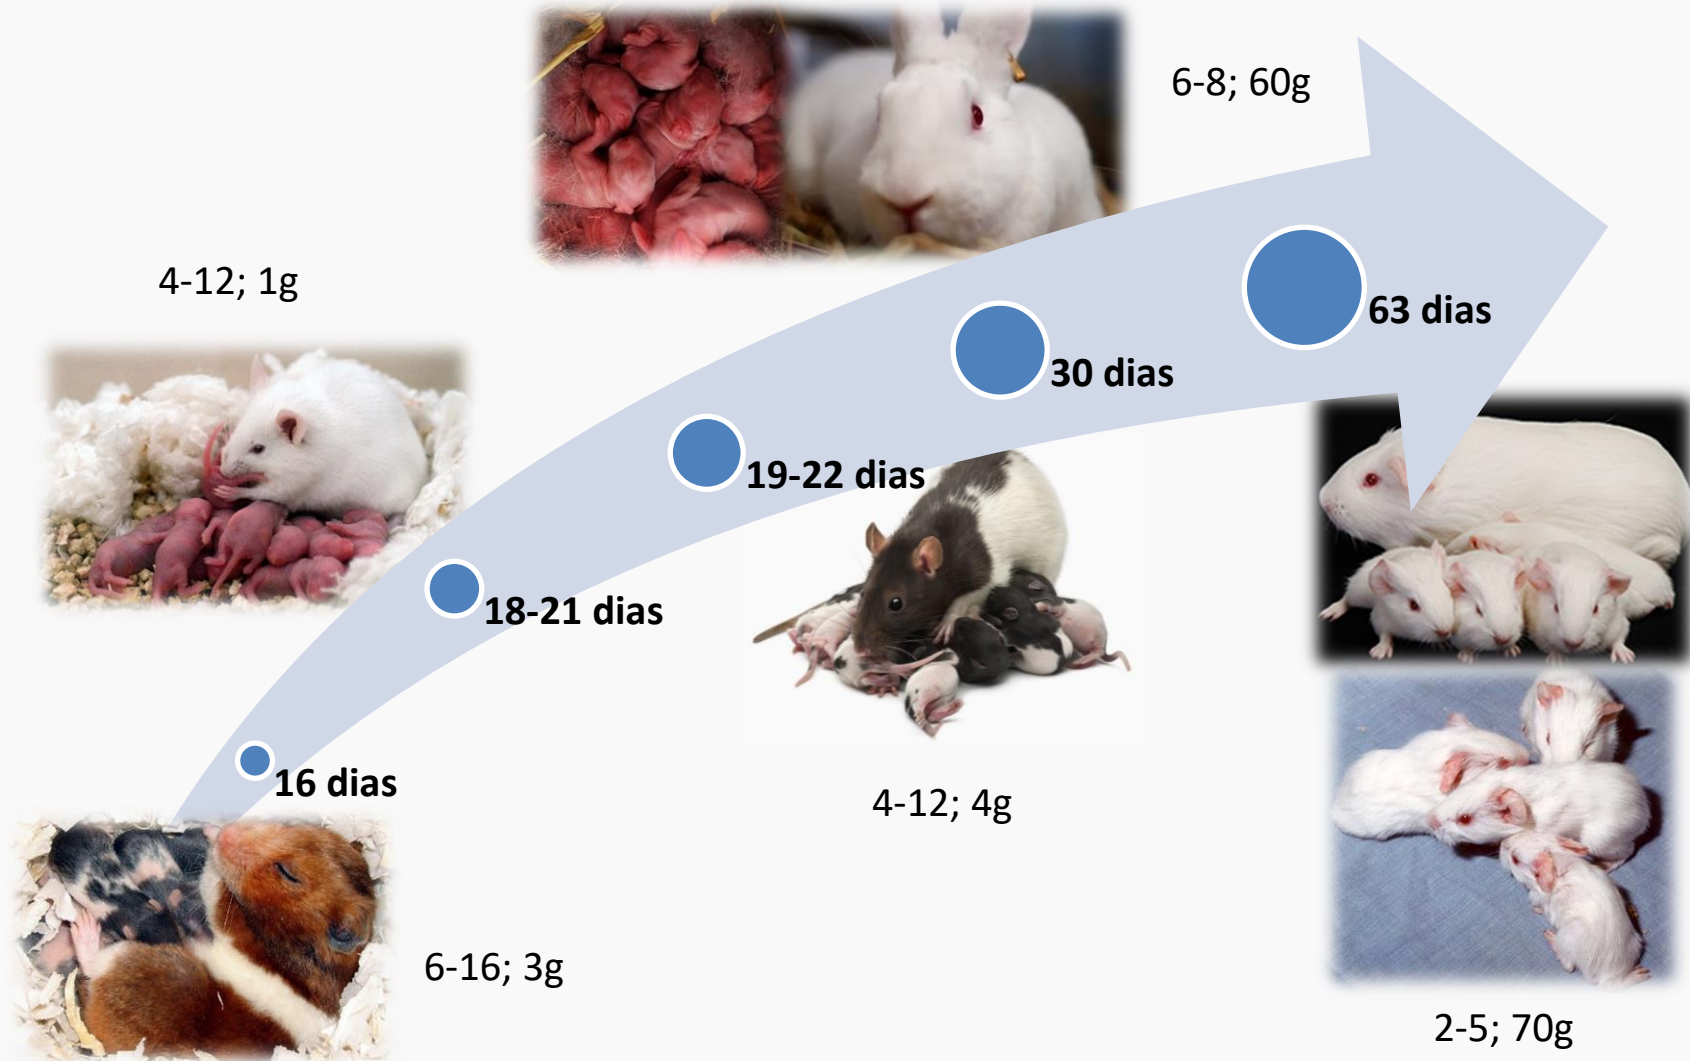 6-8; 60g
4-12; 1g
63 dias
30 dias
19-22 dias
18-21 dias
16 dias
4-12; 4g
6-16; 3g
2-5; 70g